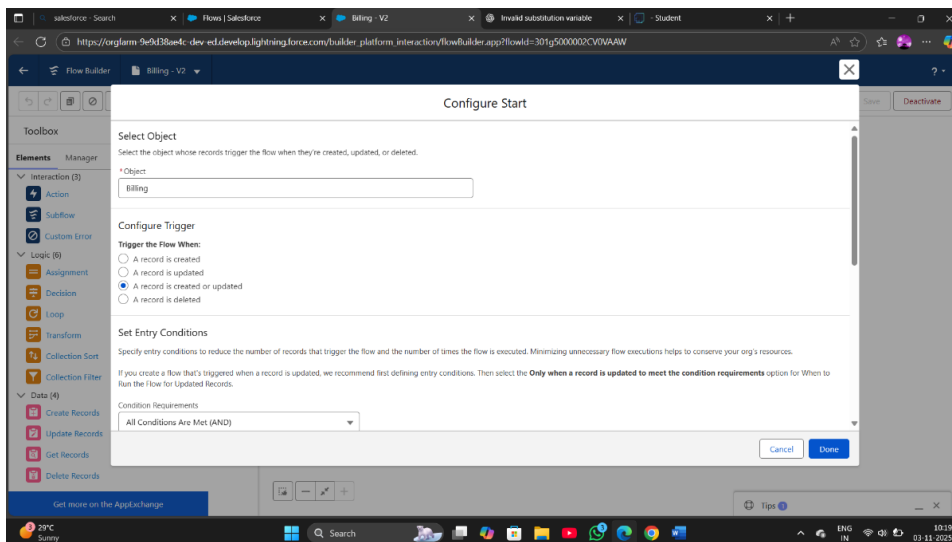 salesforce - Search
Flows | Salesforce
Billing - V2
Invalid substitution variable
- Student
https://orgfarm-9e9d38ae4c-dev-ed.develop.lightning.force.com/builder_platform_interaction/flowBuilder.app?flowId=301g5000002CV0VAAW
Flow Builder
Billing - V2
?
Save
Deactivate
Configure Start
Toolbox
Elements
Manager
Interaction (3)
Action
Subflow
Custom Error
Logic (6)
Assignment
Decision
Loop
Transform
Collection Sort
Collection Filter
Data (4)
Create Records
Update Records
Get Records
Delete Records
Get more on the AppExchange
Select Object
Select the object whose records trigger the flow when they're created, updated, or deleted.
*Object
Billing
Configure Trigger
Trigger the Flow When:
A record is created
A record is updated
A record is created or updated
A record is deleted
Set Entry Conditions
Specify entry conditions to reduce the number of records that trigger the flow and the number of times the flow is executed. Minimizing unnecessary flow executions helps to conserve your org's resources.
If you create a flow that's triggered when a record is updated, we recommend first defining entry conditions. Then select the Only when a record is updated to meet the condition requirements option for When to
Run the Flow for Updated Records.
Condition Requirements
All Conditions Are Met (AND)
Cancel
Done
Tips 1
3
29°C
Sunny
Search
ENG
IN
10:19
03-11-2025